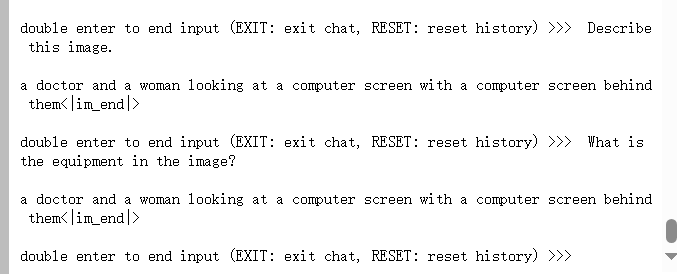 double enter to end input (EXIT: exit chat, RESET: reset history) >>>  Describe
this image.
a doctor and a woman looking at a computer screen with a computer screen behind
them<|im_end|>
double enter to end input (EXIT: exit chat, RESET: reset history) >>>  What is
the equipment in the image?
a doctor and a woman looking at a computer screen with a computer screen behind
them<|im_end|>
double enter to end input (EXIT: exit chat, RESET: reset history) >>>